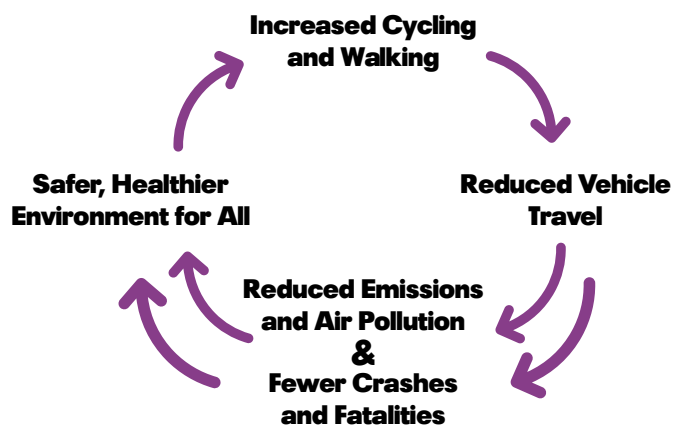 Increased Cycling
and Walking
Reduced Vehicle
Travel
Reduced Emissions
and Air Pollution
&
Fewer Crashes
and Fatalities
Safer, Healthier
Environment for All